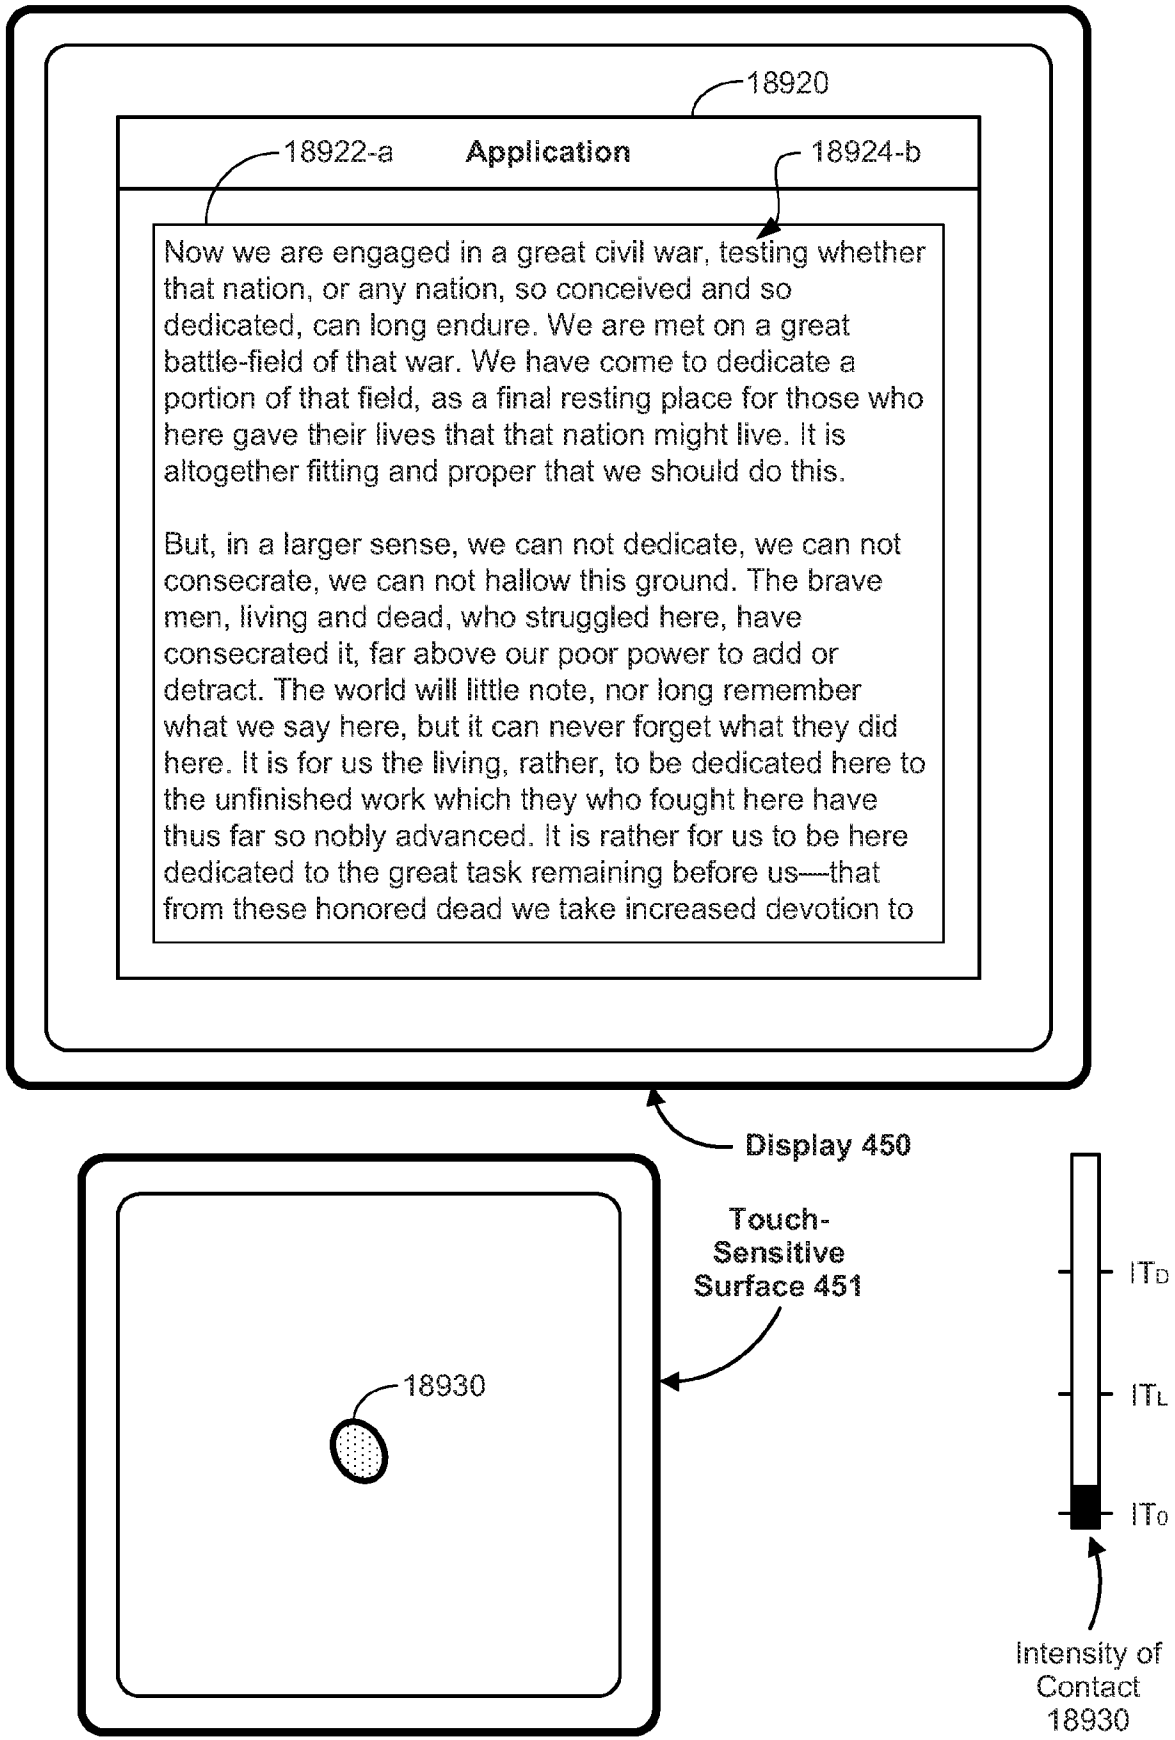 18920
18922-a
Application
18924-b
Now we are engaged in a great civil war, testing whether
that nation, or any nation, so conceived and so
dedicated, can long endure. We are met on a great
battle-field of that war. We have come to dedicate a
portion of that field, as a final resting place for those who
here gave their lives that that nation might live. It is
altogether fitting and proper that we should do this.
But, in a larger sense, we can not dedicate, we can not
consecrate, we can not hallow this ground. The brave
men, living and dead, who struggled here, have
consecrated it, far above our poor power to add or
detract. The world will little note, nor long remember
what we say here, but it can never forget what they did
here. It is for us the living, rather, to be dedicated here to
the unfinished work which they who fought here have
thus far so nobly advanced. It is rather for us to be here
dedicated to the great task remaining before us—that
from these honored dead we take increased devotion to
Display 450
Touch-
Sensitive
Surface 451
18930
ITD
ITL
IT0
Intensity of
Contact
18930